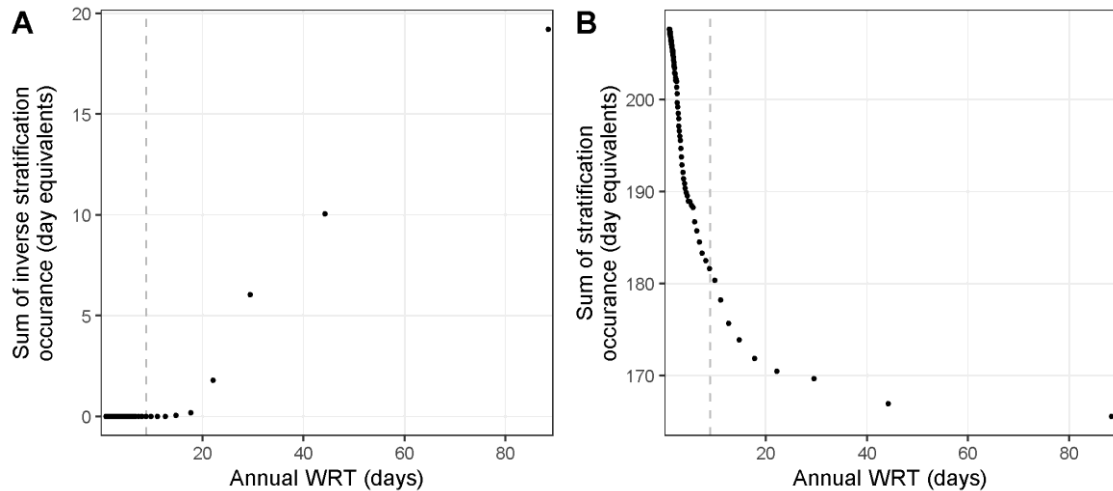 A
Sum of inverse stratification
occurance (day equivalents)
20
15
10
5
0
20
40
60
80
Annual WRT (days)
B
Sum of stratification
occurance (day equivalents)
200
190
180
170
20
40
60
80
Annual WRT (days)